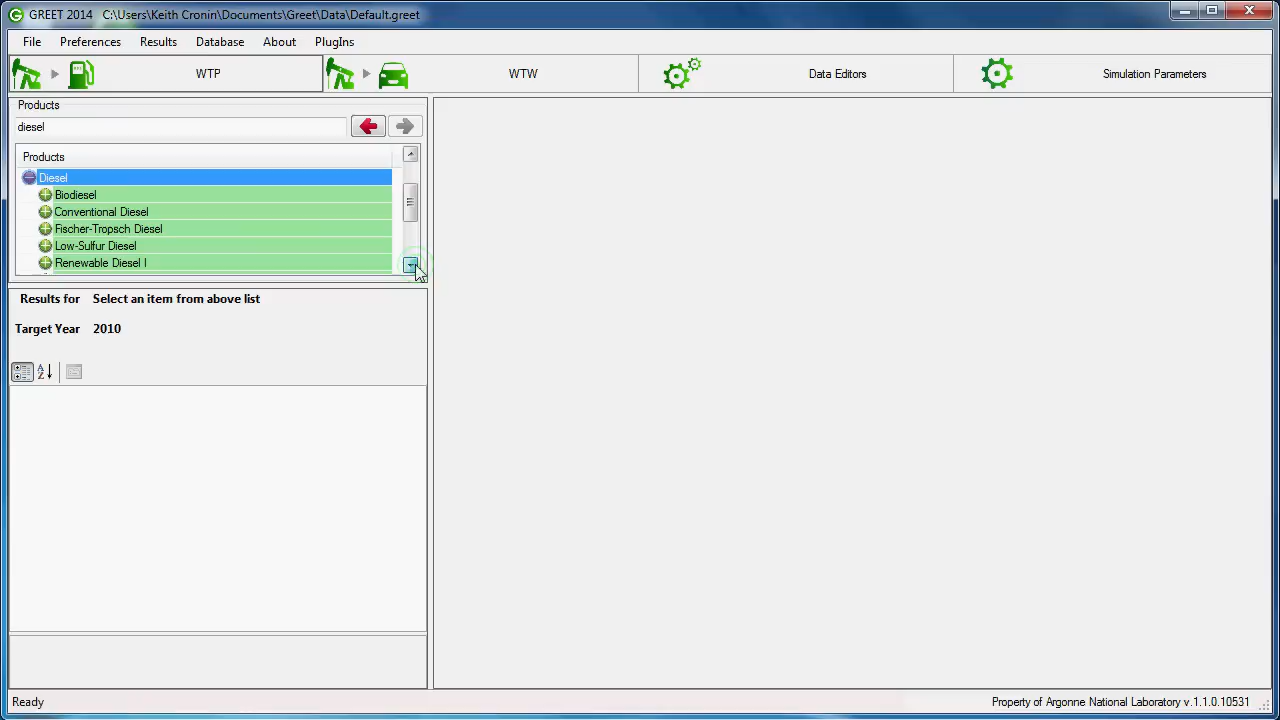 GREET 2014 C:\Users\Keith Cronin\Documents\Greet\Data\Default.greet
File Preferences Results Database About PlugIns
WTP WTW Data Editors Simulation Parameters
Products
diesel
Products
Diesel
Biodiesel
Conventional Diesel
Fischer-Tropsch Diesel
Low-Sulfur Diesel
Renewable Diesel I
Results for Select an item from above list
Target Year 2010
Ready Property of Argonne National Laboratory v.1.1.0.10531